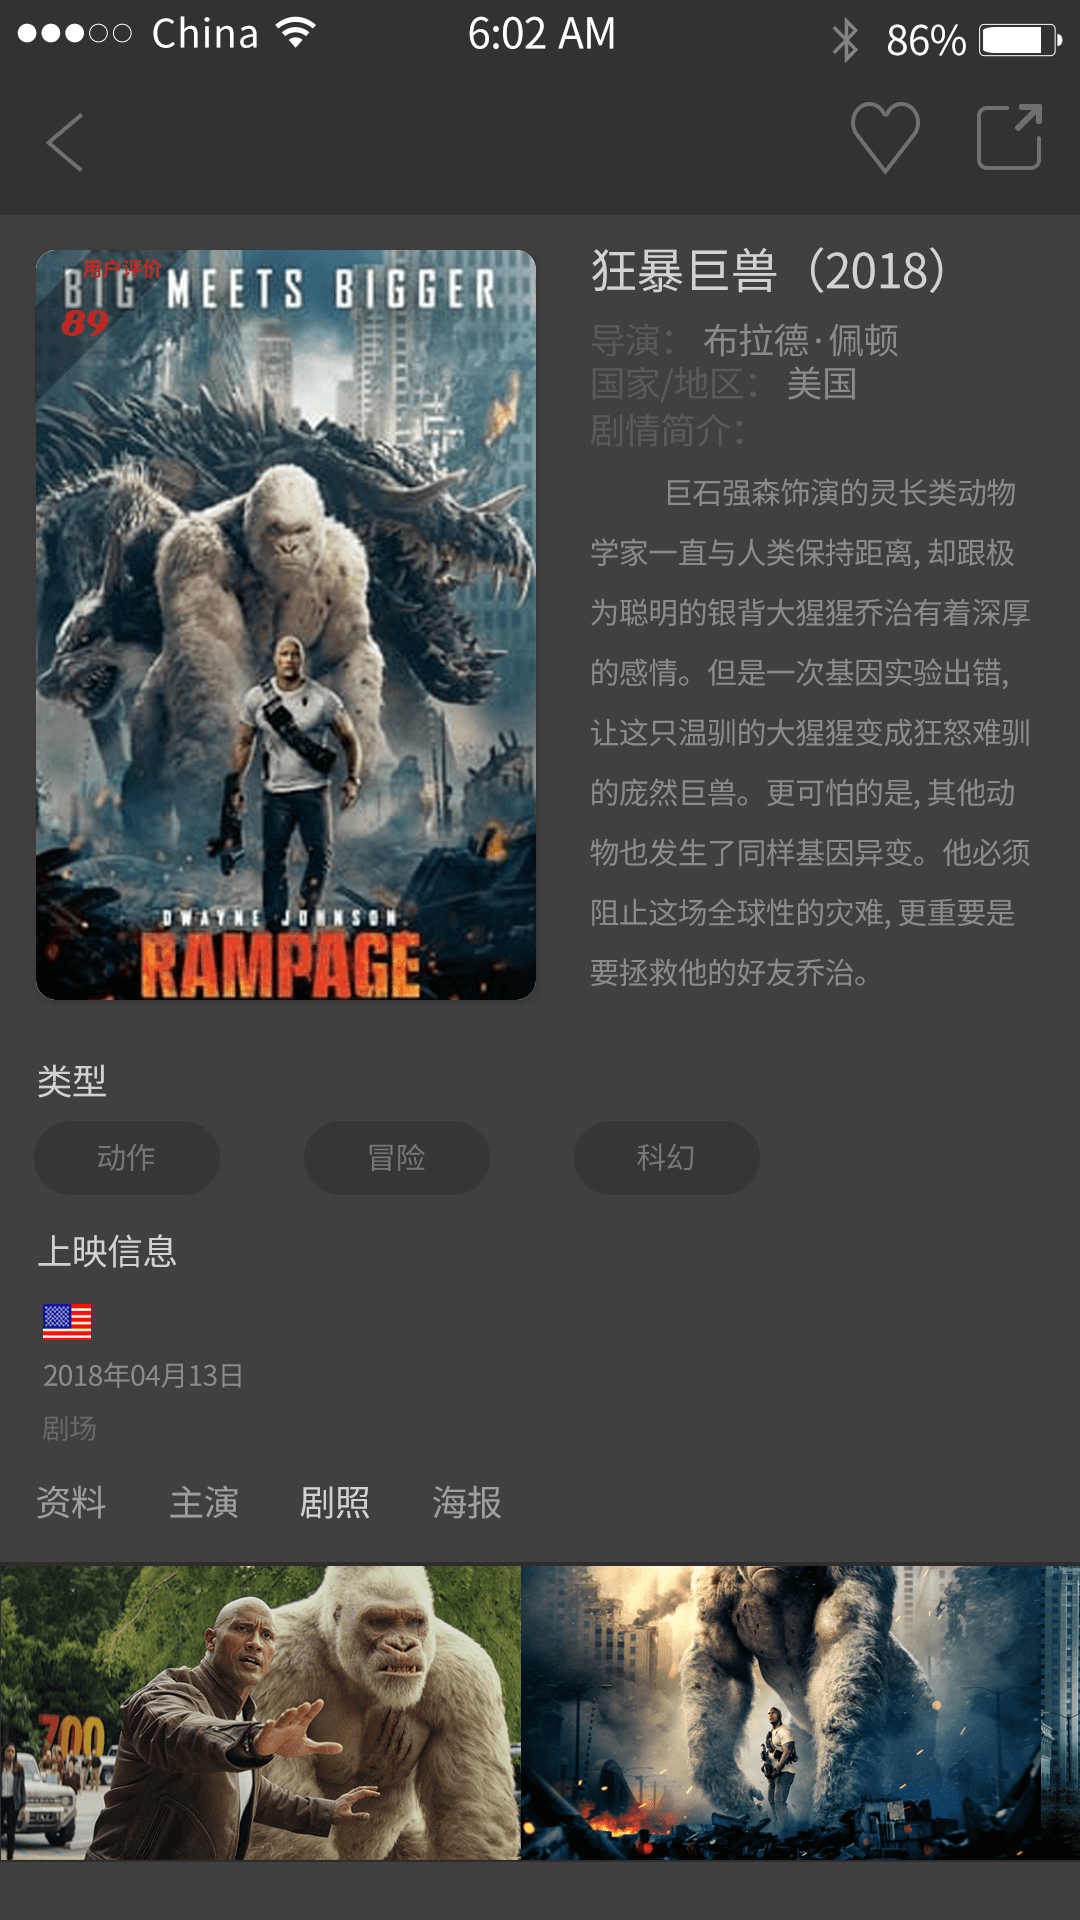 China
6:02 AM
86%
用户评价
BIG MEETS BIGGER
89
DWAYNE JOHNSON
RAMPAGE
狂暴巨兽（2018）
导演： 布拉德·佩顿
国家/地区： 美国
剧情简介：
巨石强森饰演的灵长类动物
学家一直与人类保持距离, 却跟极
为聪明的银背大猩猩乔治有着深厚
的感情。但是一次基因实验出错,
让这只温驯的大猩猩变成狂怒难驯
的庞然巨兽。更可怕的是, 其他动
物也发生了同样基因异变。他必须
阻止这场全球性的灾难, 更重要是
要拯救他的好友乔治。
类型
动作
冒险
科幻
上映信息
2018年04月13日
剧场
资料
主演
剧照
海报
ZOO